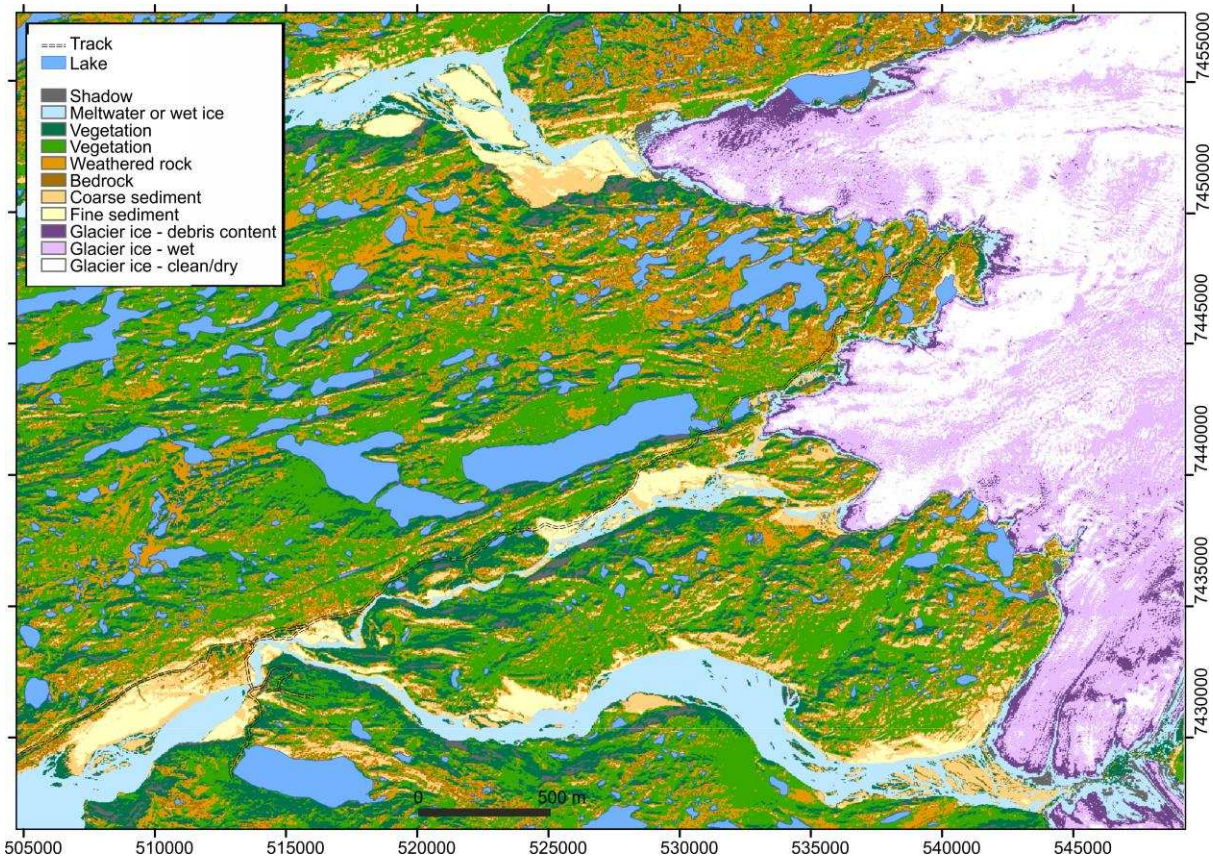 Track
Lake
Shadow
Meltwater or wet ice
Vegetation
Vegetation
Weathered rock
Bedrock
Coarse sediment
Fine sediment
Glacier ice - debris content
Glacier ice - wet
Glacier ice - clean/dry
7455000
7450000
7445000
7440000
7435000
7430000
0 500 m
505000 510000 515000 520000 525000 530000 535000 540000 545000